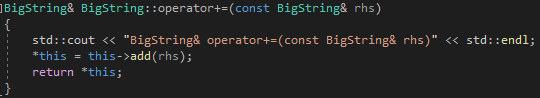 BigString& BigString::operator+=(const BigString& rhs)
{
std::cout << "BigString& operator+=(const BigString& rhs)" << std::endl;
*this = this->add(rhs);
return *this;
}